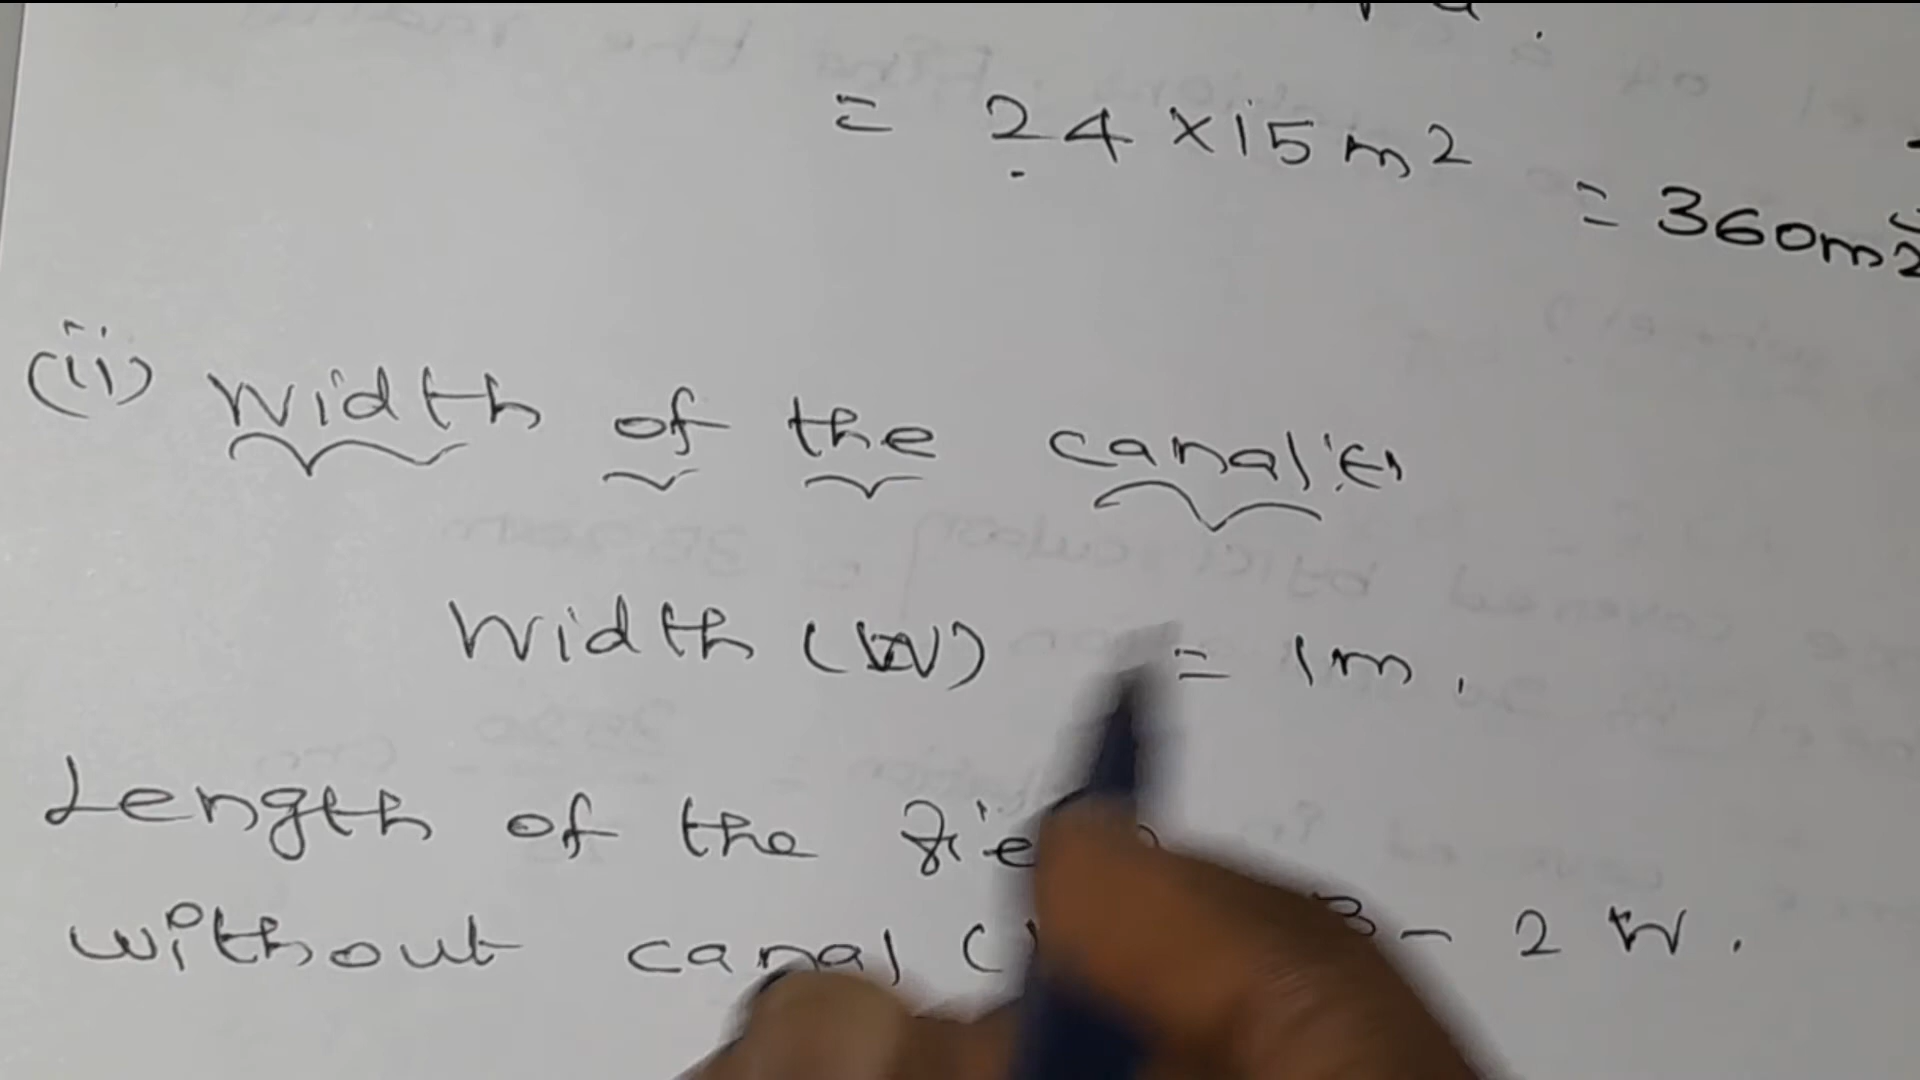 = 24 × 15 m2
= 360m2
(ii) Width of the canal
Width (W) = 1m.
Length of the
without canal ( - 2 W.